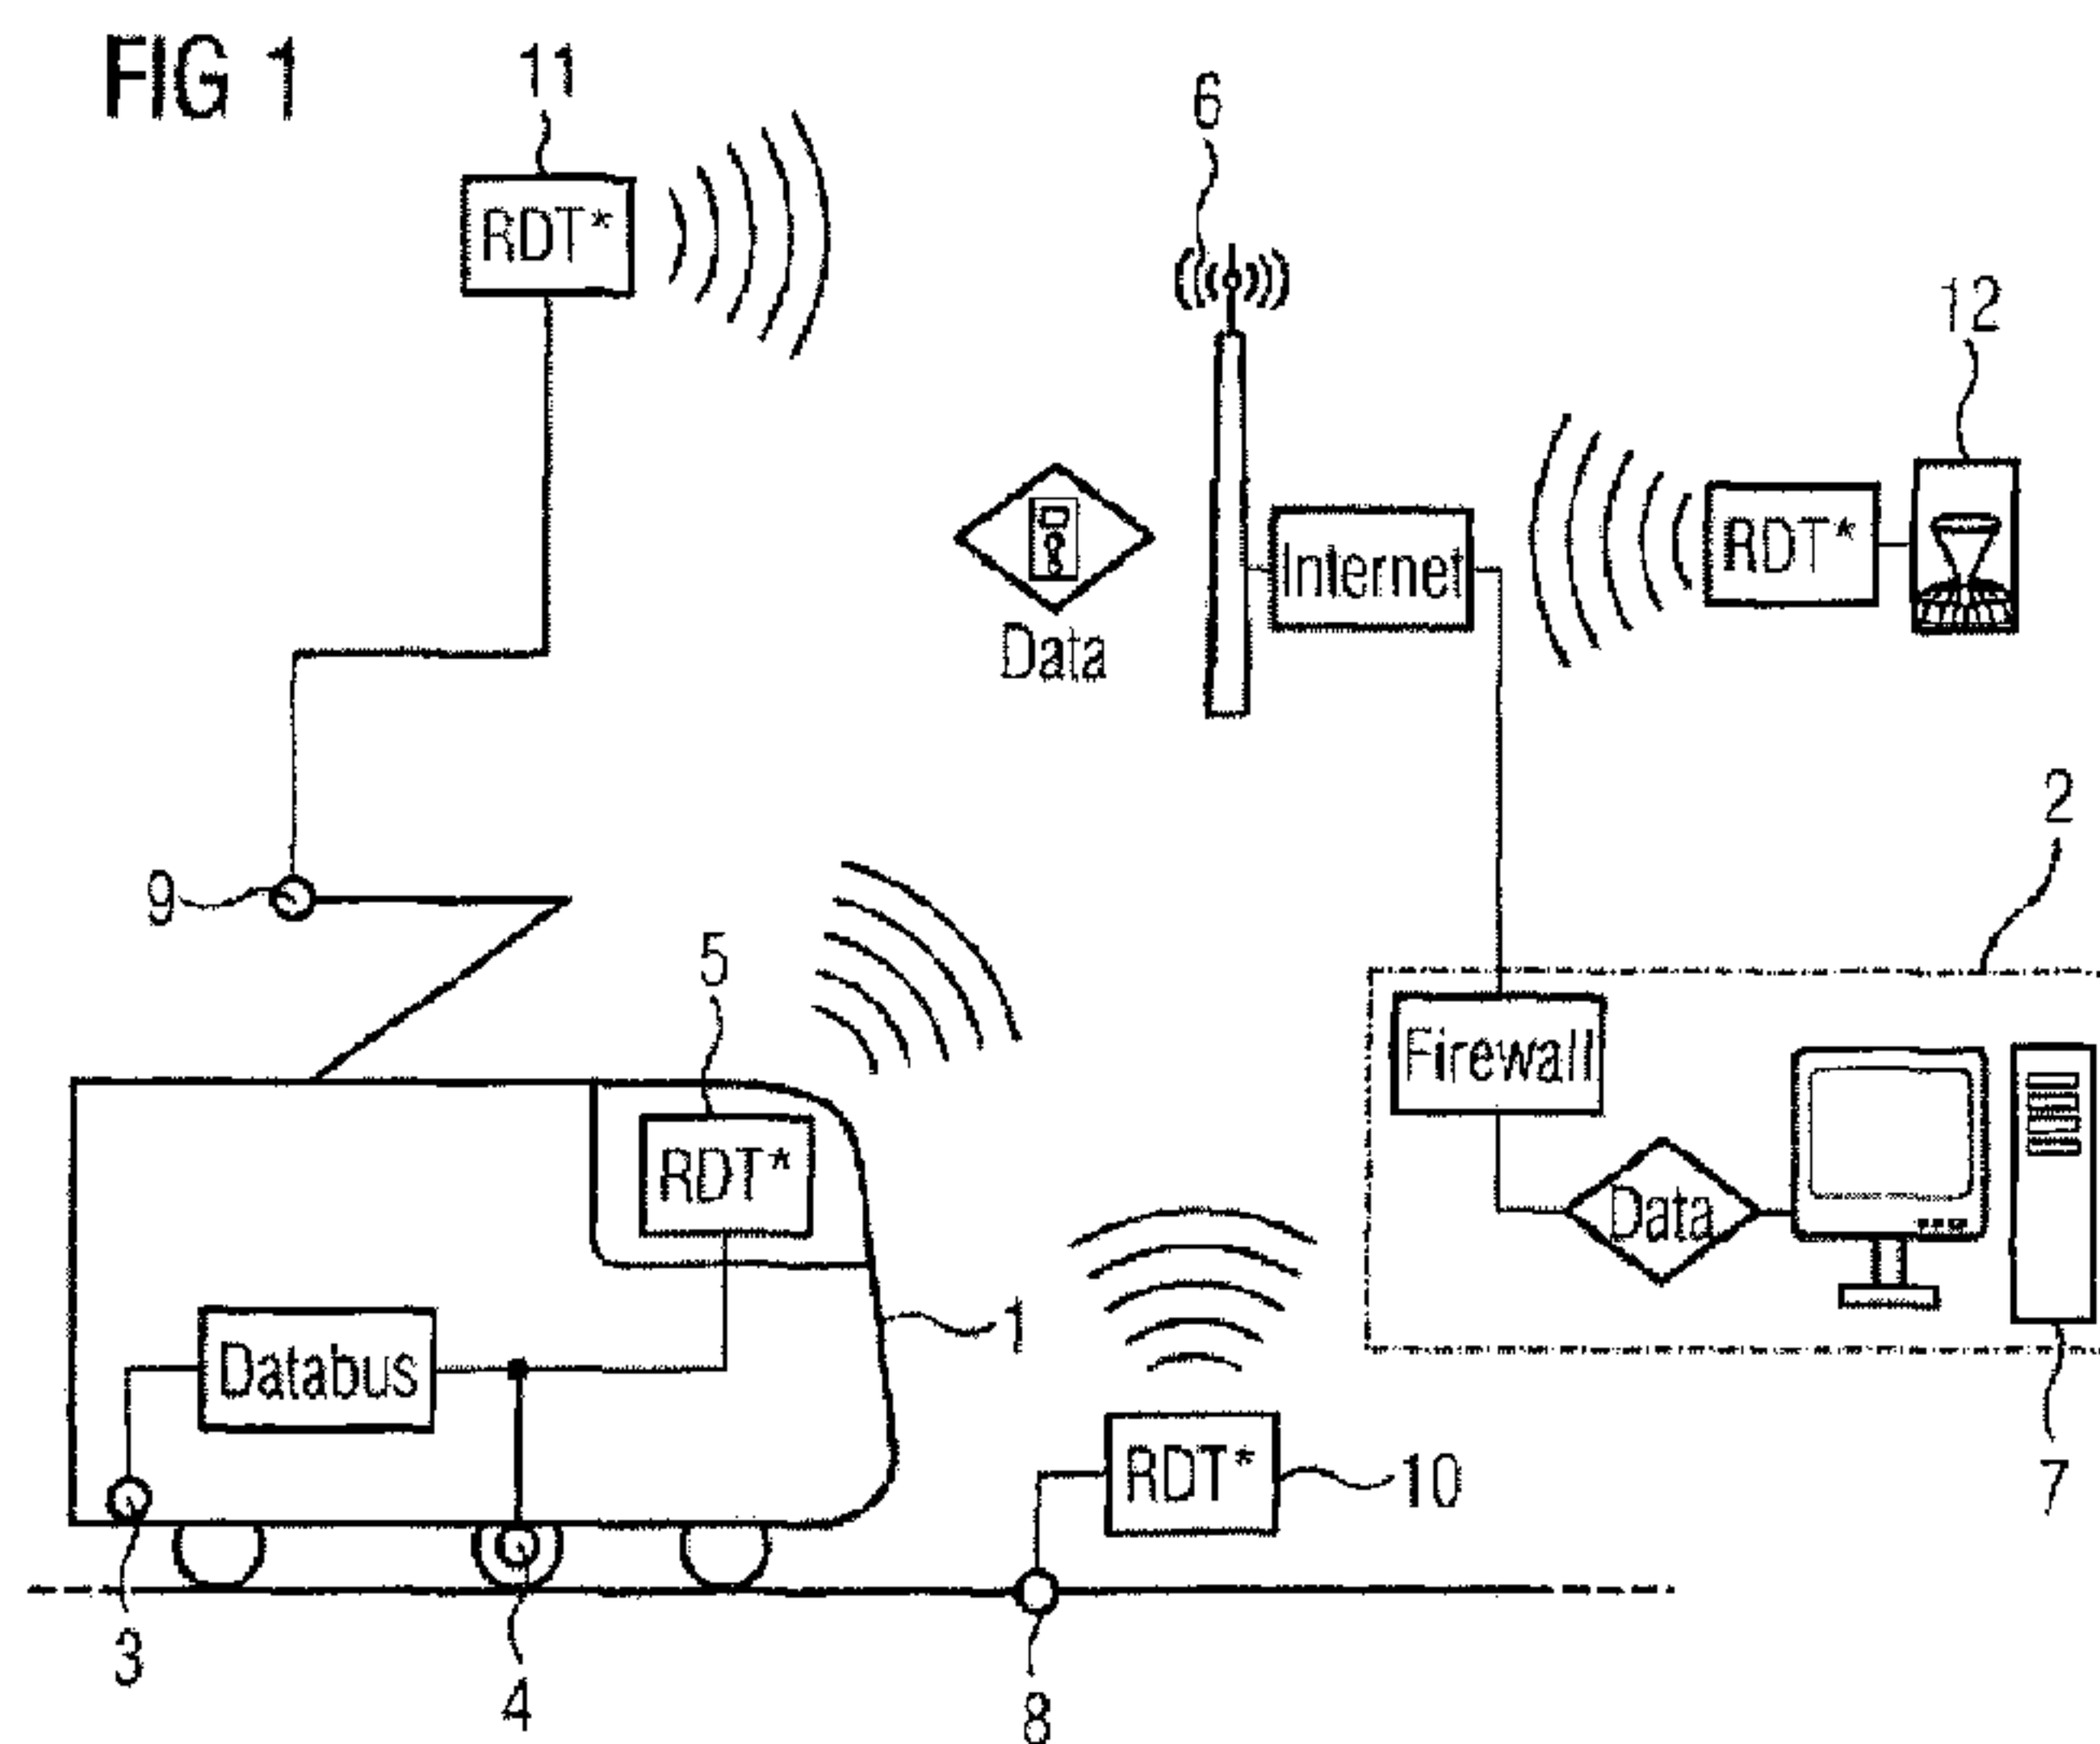 FIG 1
11
6
RDT*
12
RDT*
Internet
Data
2
9
5
Firewall
RDT*
Data
1
Databus
RDT*
10
7
3
4
8